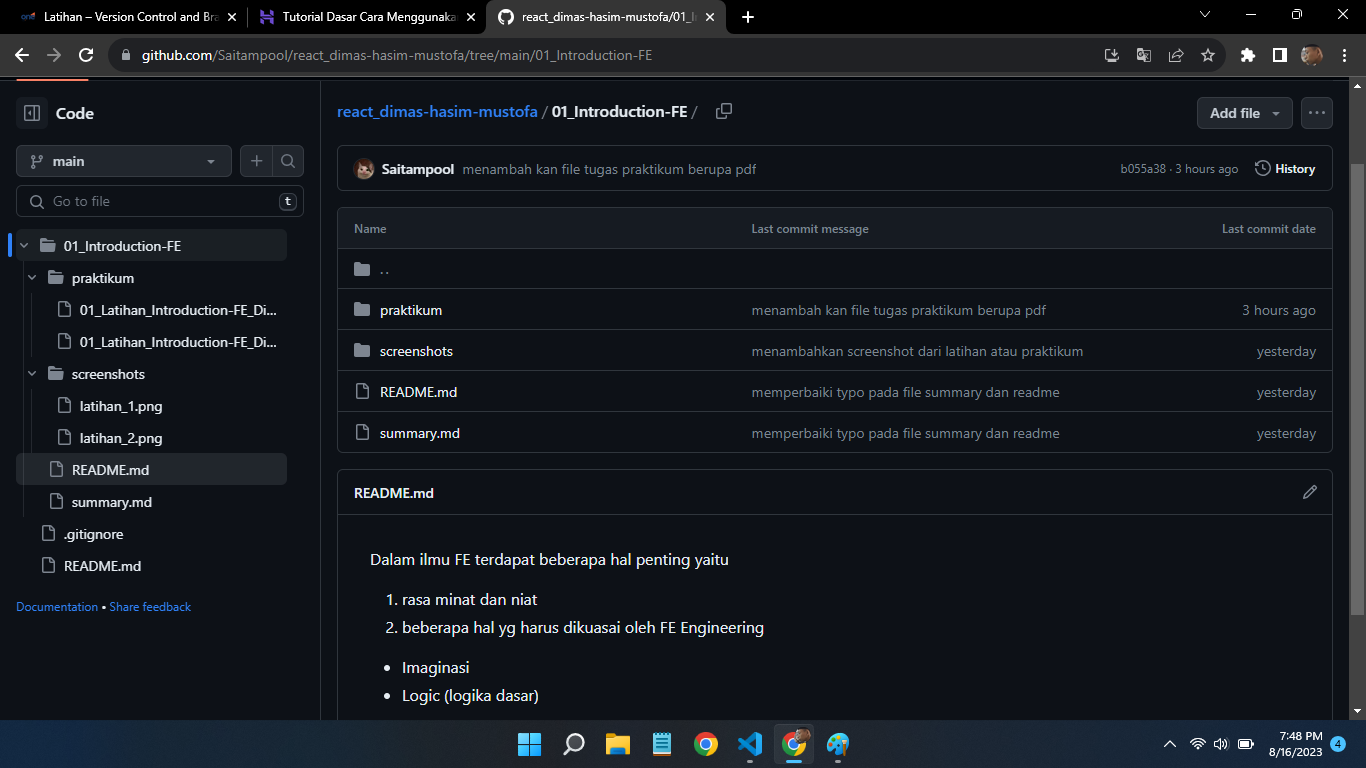 Latihan – Version Control and Bra
Tutorial Dasar Cara Menggunaka
react_dimas-hasim-mustofa/01_I
github.com/Saitampool/react_dimas-hasim-mustofa/tree/main/01_Introduction-FE
Code
main
Go to file
t
01_Introduction-FE
praktikum
01_Latihan_Introduction-FE_Di...
01_Latihan_Introduction-FE_Di...
screenshots
latihan_1.png
latihan_2.png
README.md
summary.md
.gitignore
README.md
Documentation • Share feedback
react_dimas-hasim-mustofa / 01_Introduction-FE /
Add file
Saitampool menambah kan file tugas praktikum berupa pdf
b055a38 · 3 hours ago
History
Name Last commit message Last commit date
..
praktikum menambah kan file tugas praktikum berupa pdf 3 hours ago
screenshots menambahkan screenshot dari latihan atau praktikum yesterday
README.md memperbaiki typo pada file summary dan readme yesterday
summary.md memperbaiki typo pada file summary dan readme yesterday
README.md
Dalam ilmu FE terdapat beberapa hal penting yaitu
1. rasa minat dan niat
2. beberapa hal yg harus dikuasai oleh FE Engineering
• Imaginasi
• Logic (logika dasar)
7:48 PM
8/16/2023
4